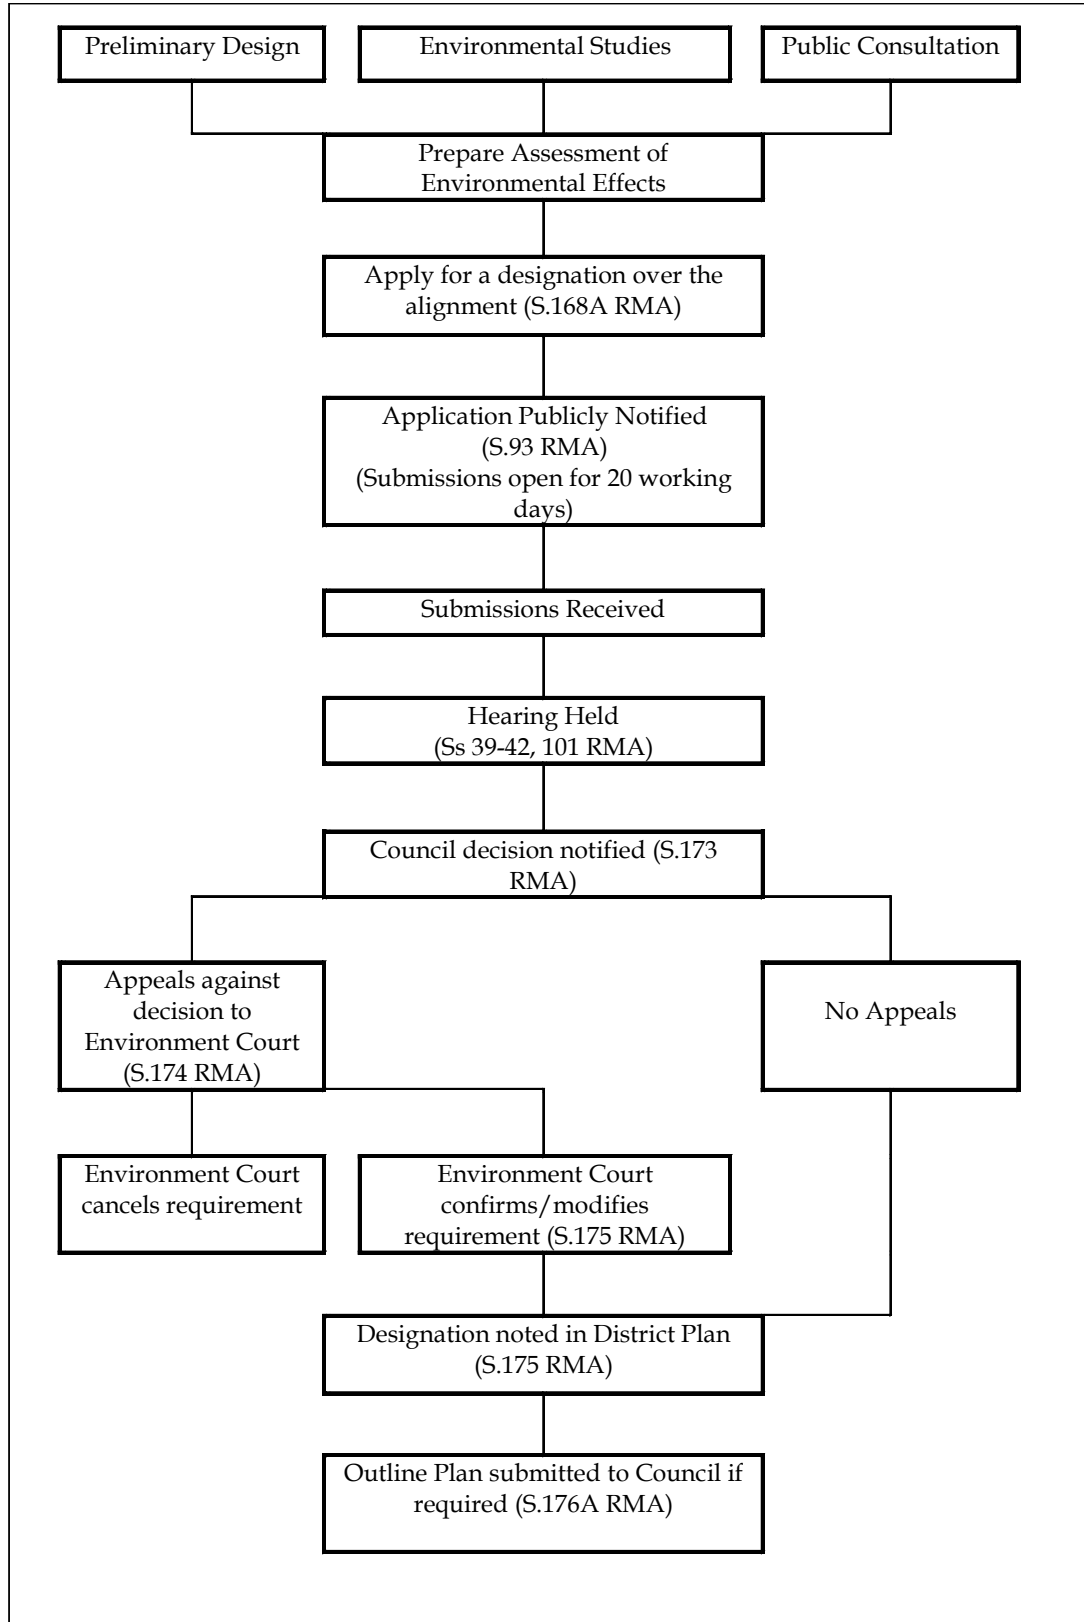 Preliminary Design
Environmental Studies
Public Consultation
Prepare Assessment of
Environmental Effects
Apply for a designation over the
alignment (S.168A RMA)
Application Publicly Notified
(S.93 RMA)
(Submissions open for 20 working
days)
Submissions Received
Hearing Held
(Ss 39-42, 101 RMA)
Council decision notified (S.173
RMA)
Appeals against
decision to
Environment Court
(S.174 RMA)
No Appeals
Environment Court
cancels requirement
Environment Court
confirms/modifies
requirement (S.175 RMA)
Designation noted in District Plan
(S.175 RMA)
Outline Plan submitted to Council if
required (S.176A RMA)